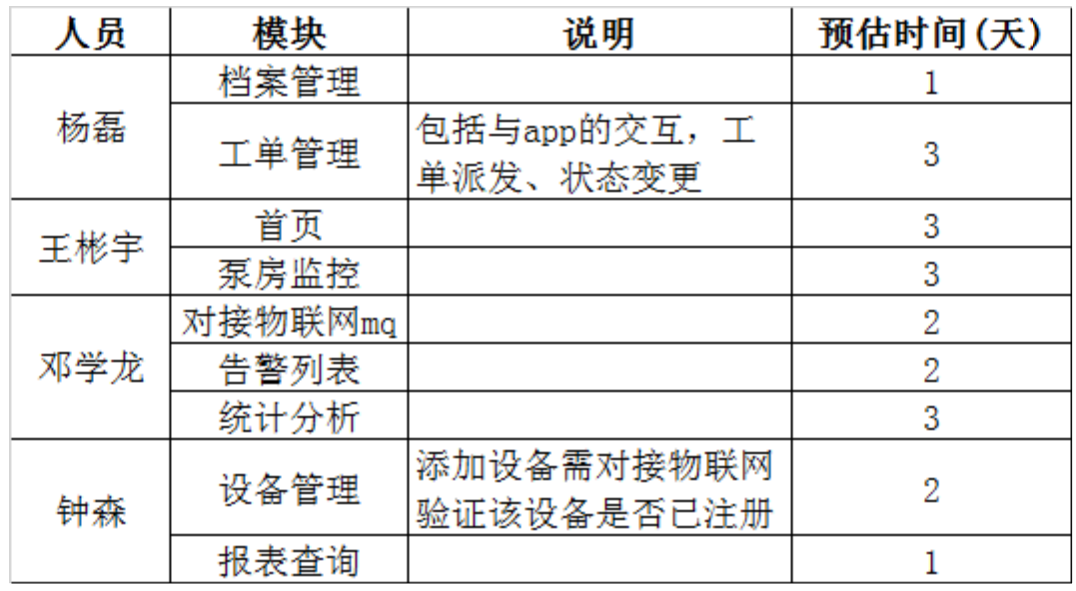 人员 模块 说明 预估时间(天)
杨磊 档案管理 1
工单管理 包括与app的交互，工
单派发、状态变更 3
王彬宇 首页 3
泵房监控 3
邓学龙 对接物联网mq 2
告警列表 2
统计分析 3
钟森 设备管理 添加设备需对接物联网
验证该设备是否已注册 2
报表查询 1